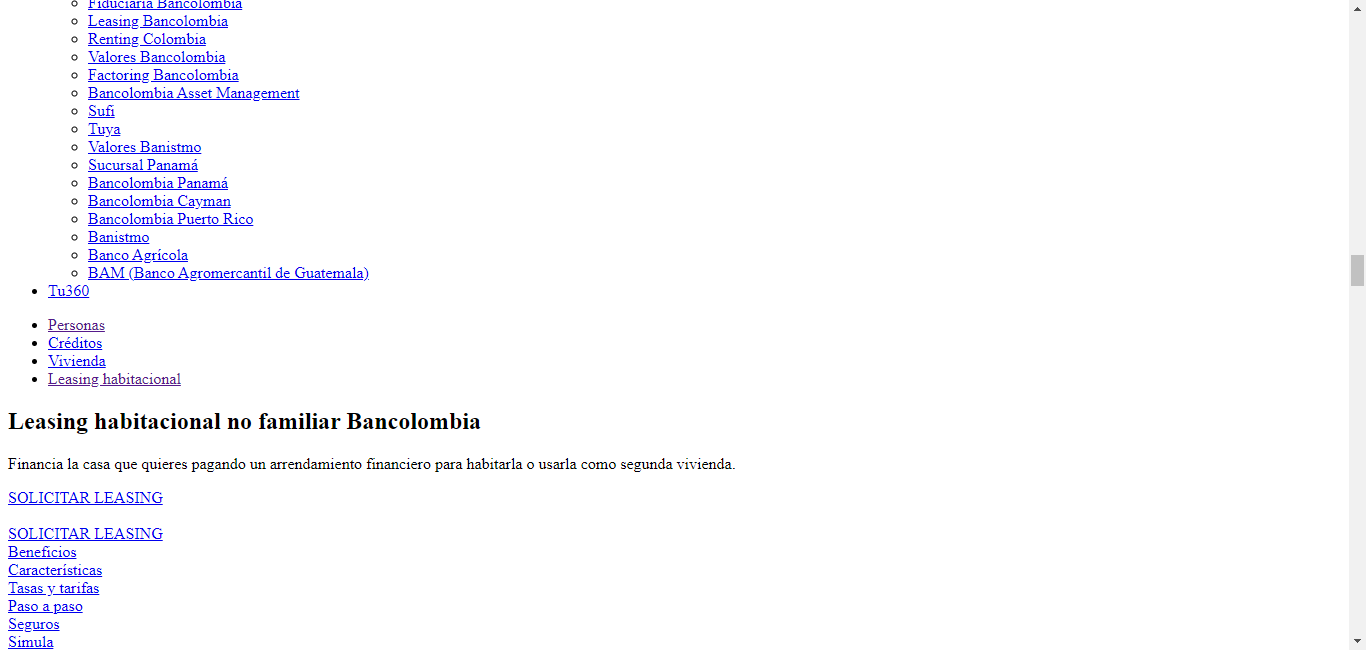 Fiduciaria Bancolombia
Leasing Bancolombia
Renting Colombia
Valores Bancolombia
Factoring Bancolombia
Bancolombia Asset Management
Sufi
Tuya
Valores Banistmo
Sucursal Panamá
Bancolombia Panamá
Bancolombia Cayman
Bancolombia Puerto Rico
Banistmo
Banco Agrícola
BAM (Banco Agromercantil de Guatemala)
Tu360
Personas
Créditos
Vivienda
Leasing habitacional
Leasing habitacional no familiar Bancolombia
Financia la casa que quieres pagando un arrendamiento financiero para habitarla o usarla como segunda vivienda.
SOLICITAR LEASING
SOLICITAR LEASING
Beneficios
Características
Tasas y tarifas
Paso a paso
Seguros
Simula